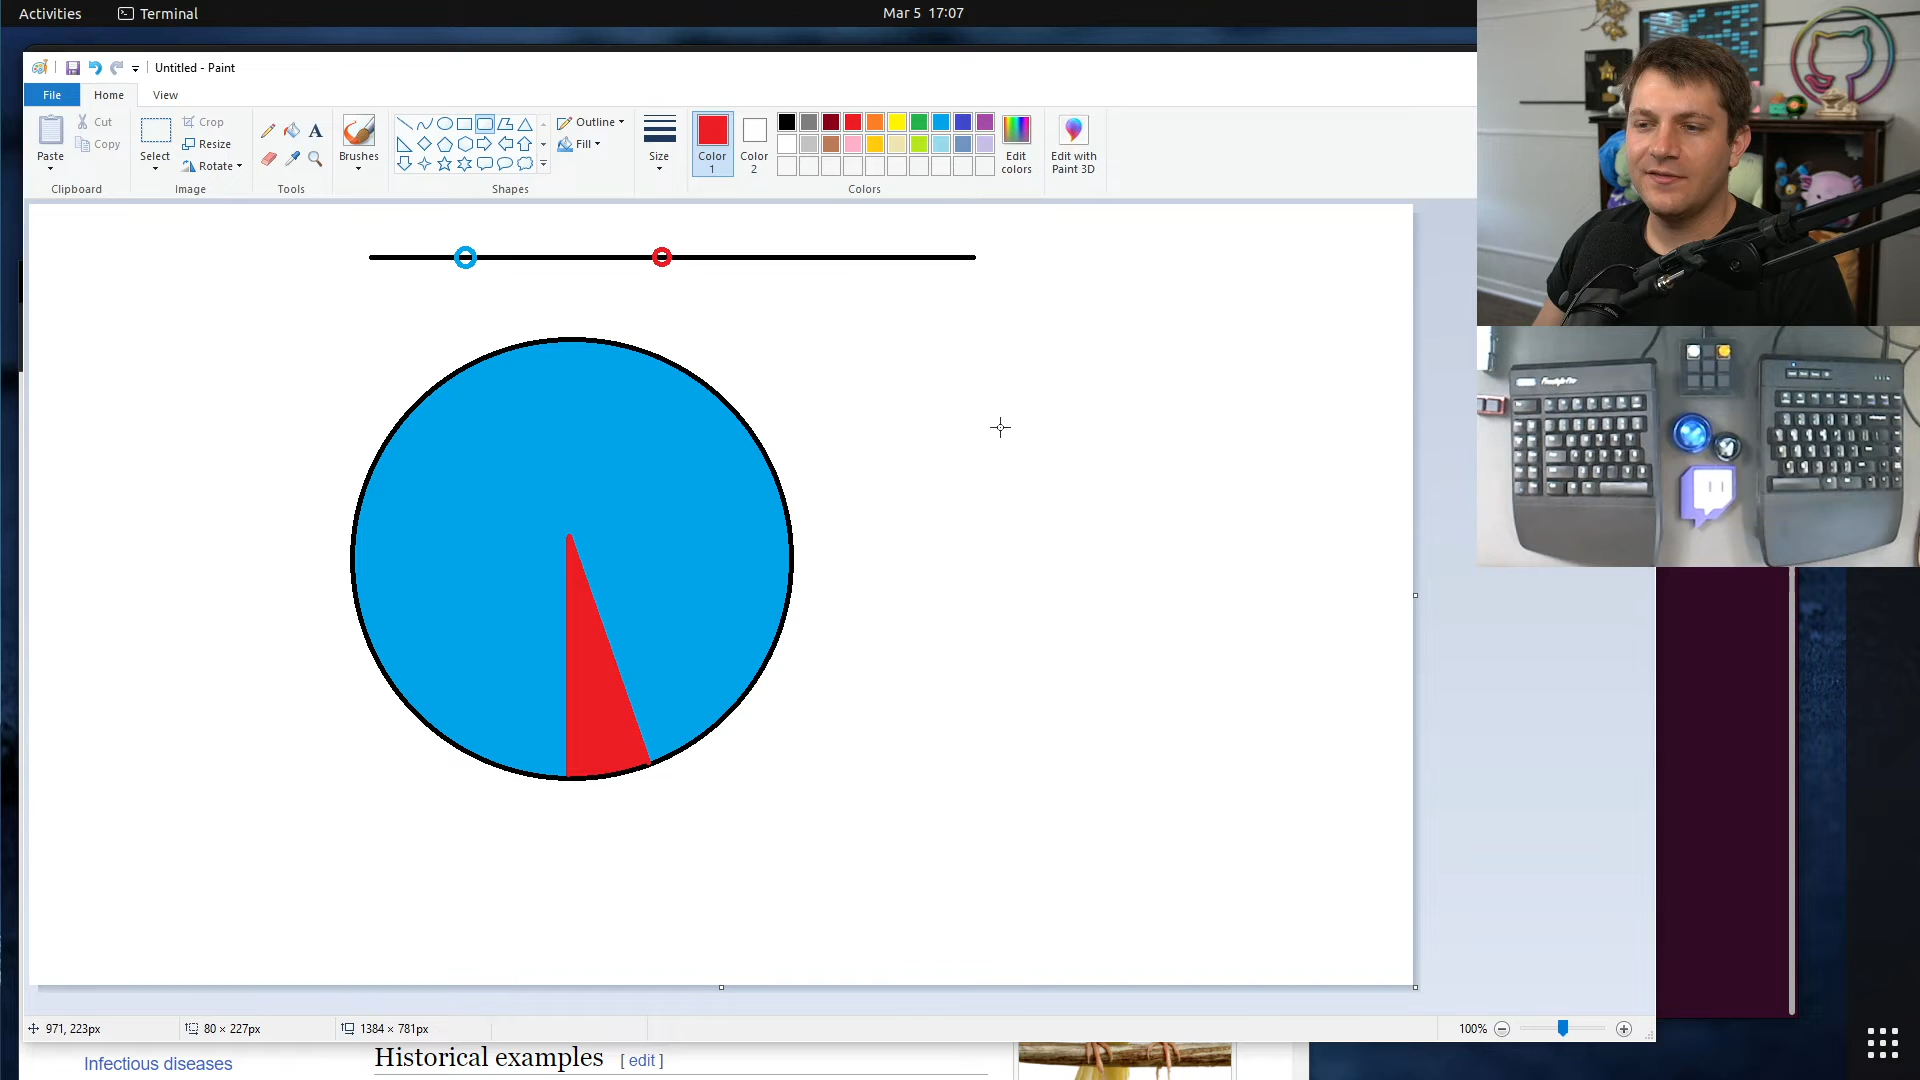 Activities
Terminal
Mar 5 17:07
Untitled - Paint
File
Home
View
Paste
Cut
Copy
Clipboard
Select
Crop
Resize
Rotate
Image
A
Tools
Brushes
Outline
Fill
Shapes
Size
Color
1
Color
2
Edit
colors
Colors
Edit with
Paint 3D
971, 223px
80 × 227px
1384 × 781px
100%
Infectious diseases
Historical examples [ edit ]